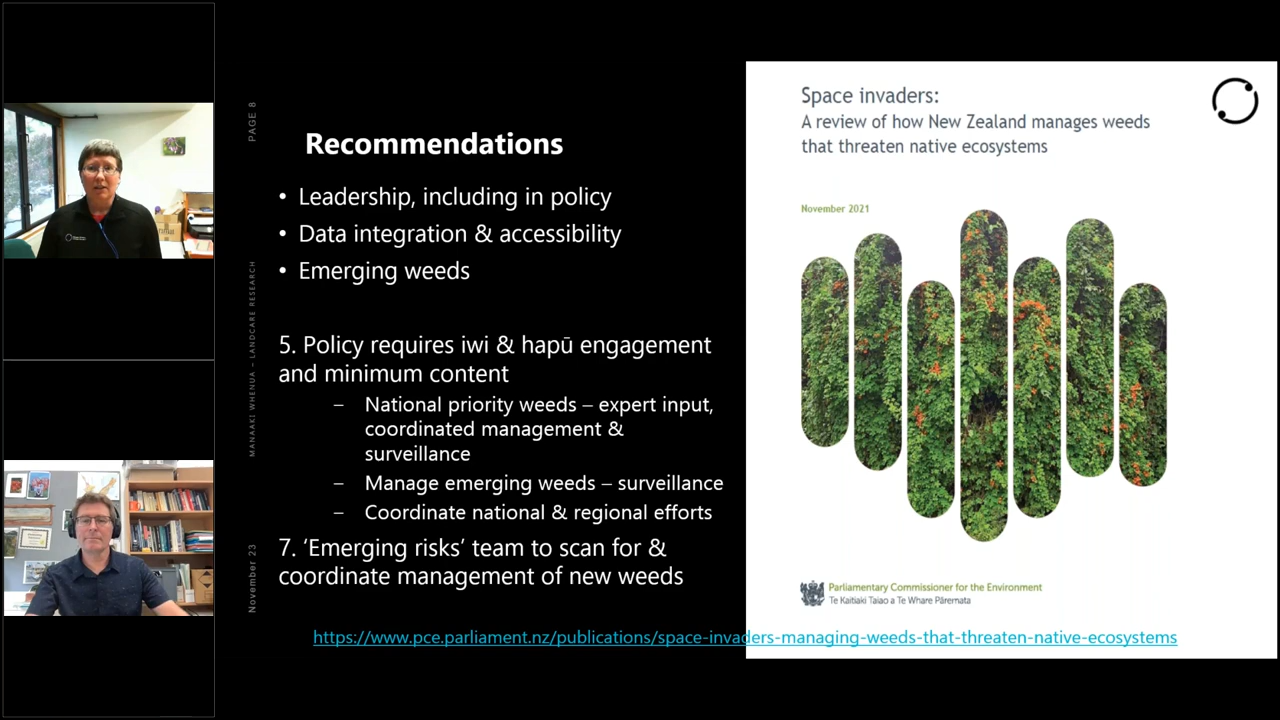 PAGE 8
MANAAKI WHENUA – LANDCARE RESEARCH
November 23
Recommendations
• Leadership, including in policy
• Data integration & accessibility
• Emerging weeds
5. Policy requires iwi & hapū engagement
and minimum content
– National priority weeds – expert input,
coordinated management &
surveillance
– Manage emerging weeds – surveillance
– Coordinate national & regional efforts
7. ‘Emerging risks’ team to scan for &
coordinate management of new weeds
https://www.pce.parliament.nz/publications/space-invaders-managing-weeds-that-threaten-native-ecosystems
Space invaders:
A review of how New Zealand manages weeds
that threaten native ecosystems
November 2021
Parliamentary Commissioner for the Environment
Te Kaitiaki Taiao a Te Whare Pāremata